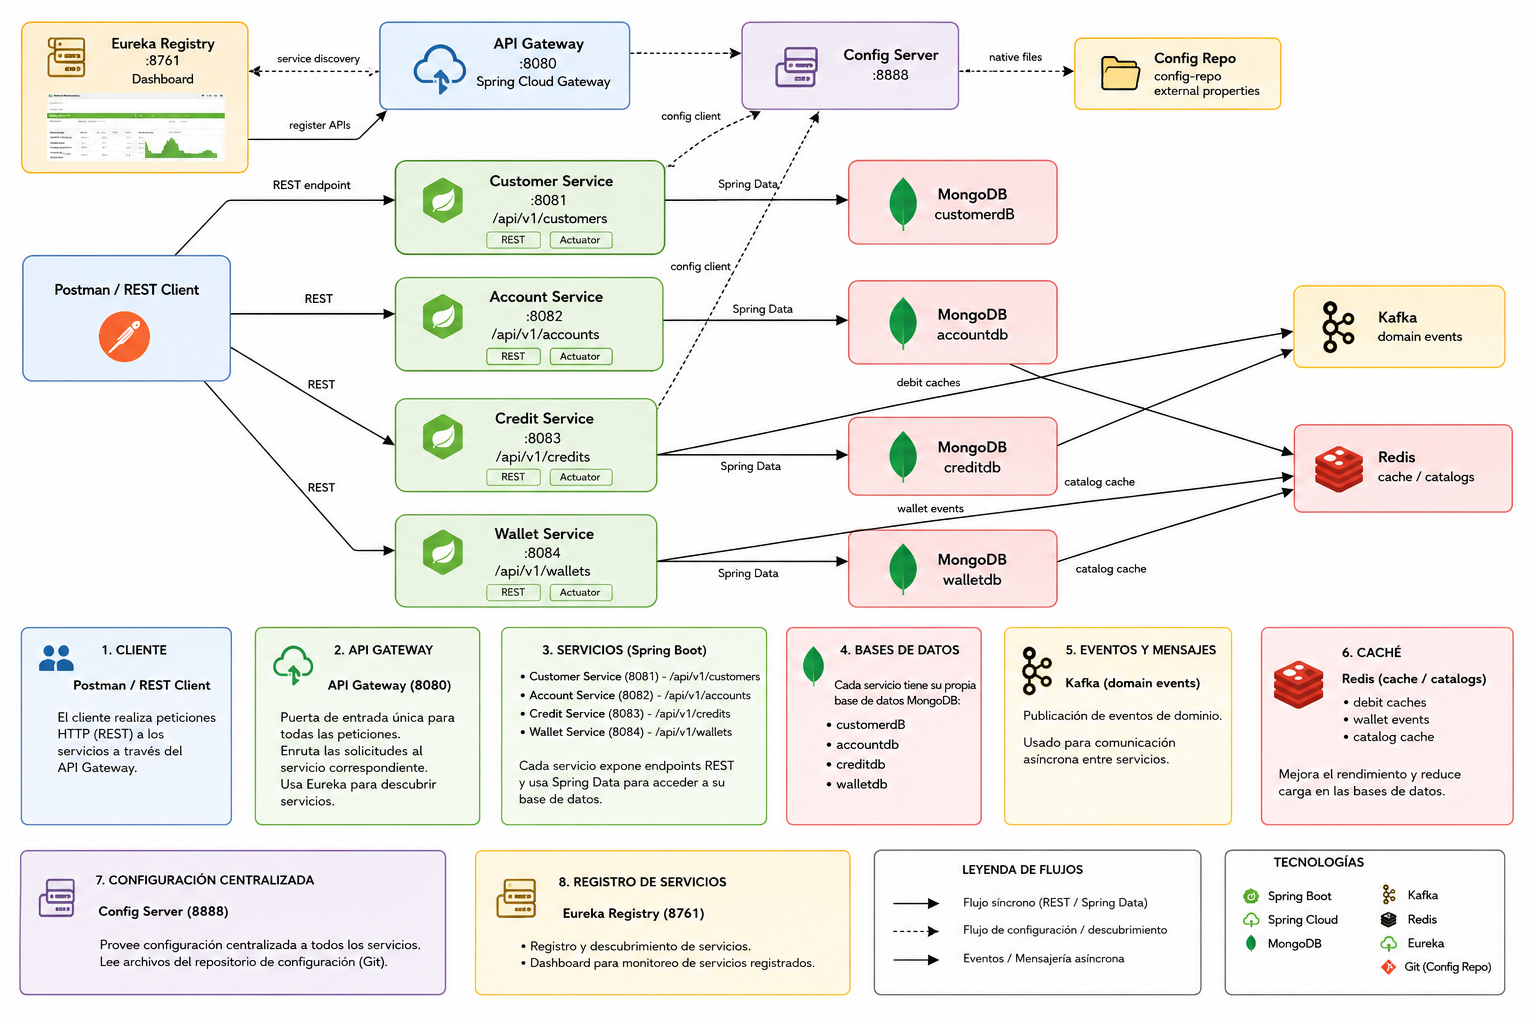 Eureka Registry
:8761
Dashboard
service discovery
register APIs
API Gateway
:8080
Spring Cloud Gateway
Config Server
:8888
native files
Config Repo
config-repo
external properties
config client
REST endpoint
Customer Service
:8081
/api/v1/customers
REST
Actuator
Spring Data
MongoDB
customerdB
config client
Postman / REST Client
REST
Account Service
:8082
/api/v1/accounts
REST
Actuator
Spring Data
MongoDB
accountdb
Kafka
domain events
REST
Credit Service
:8083
/api/v1/credits
REST
Actuator
debit caches
Spring Data
MongoDB
creditdb
catalog cache
Redis
cache / catalogs
REST
Wallet Service
:8084
/api/v1/wallets
REST
Actuator
wallet events
Spring Data
MongoDB
walletdb
catalog cache
1. CLIENTE
Postman / REST Client
El cliente realiza peticiones
HTTP (REST) a los
servicios a través del
API Gateway.
2. API GATEWAY
API Gateway (8080)
Puerta de entrada única para
todas las peticiones.
Enruta las solicitudes al
servicio correspondiente.
Usa Eureka para descubrir
servicios.
3. SERVICIOS (Spring Boot)
• Customer Service (8081) - /api/v1/customers
• Account Service (8082) - /api/v1/accounts
• Credit Service (8083) - /api/v1/credits
• Wallet Service (8084) - /api/v1/wallets
Cada servicio expone endpoints REST
y usa Spring Data para acceder a su
base de datos.
4. BASES DE DATOS
Cada servicio tiene su propia
base de datos MongoDB:
• customerdB
• accountdb
• creditdb
• walletdb
5. EVENTOS Y MENSAJES
Kafka (domain events)
Publicación de eventos de dominio.
Usado para comunicación
asíncrona entre servicios.
6. CACHÉ
Redis (cache / catalogs)
• debit caches
• wallet events
• catalog cache
Mejora el rendimiento y reduce
carga en las bases de datos.
7. CONFIGURACIÓN CENTRALIZADA
Config Server (8888)
Provee configuración centralizada a todos los servicios.
Lee archivos del repositorio de configuración (Git).
8. REGISTRO DE SERVICIOS
Eureka Registry (8761)
• Registro y descubrimiento de servicios.
• Dashboard para monitoreo de servicios registrados.
LEYENDA DE FLUJOS
Flujo síncrono (REST / Spring Data)
Flujo de configuración / descubrimiento
Eventos / Mensajería asíncrona
TECNOLOGÍAS
Spring Boot
Spring Cloud
MongoDB
Kafka
Redis
Eureka
Git (Config Repo)